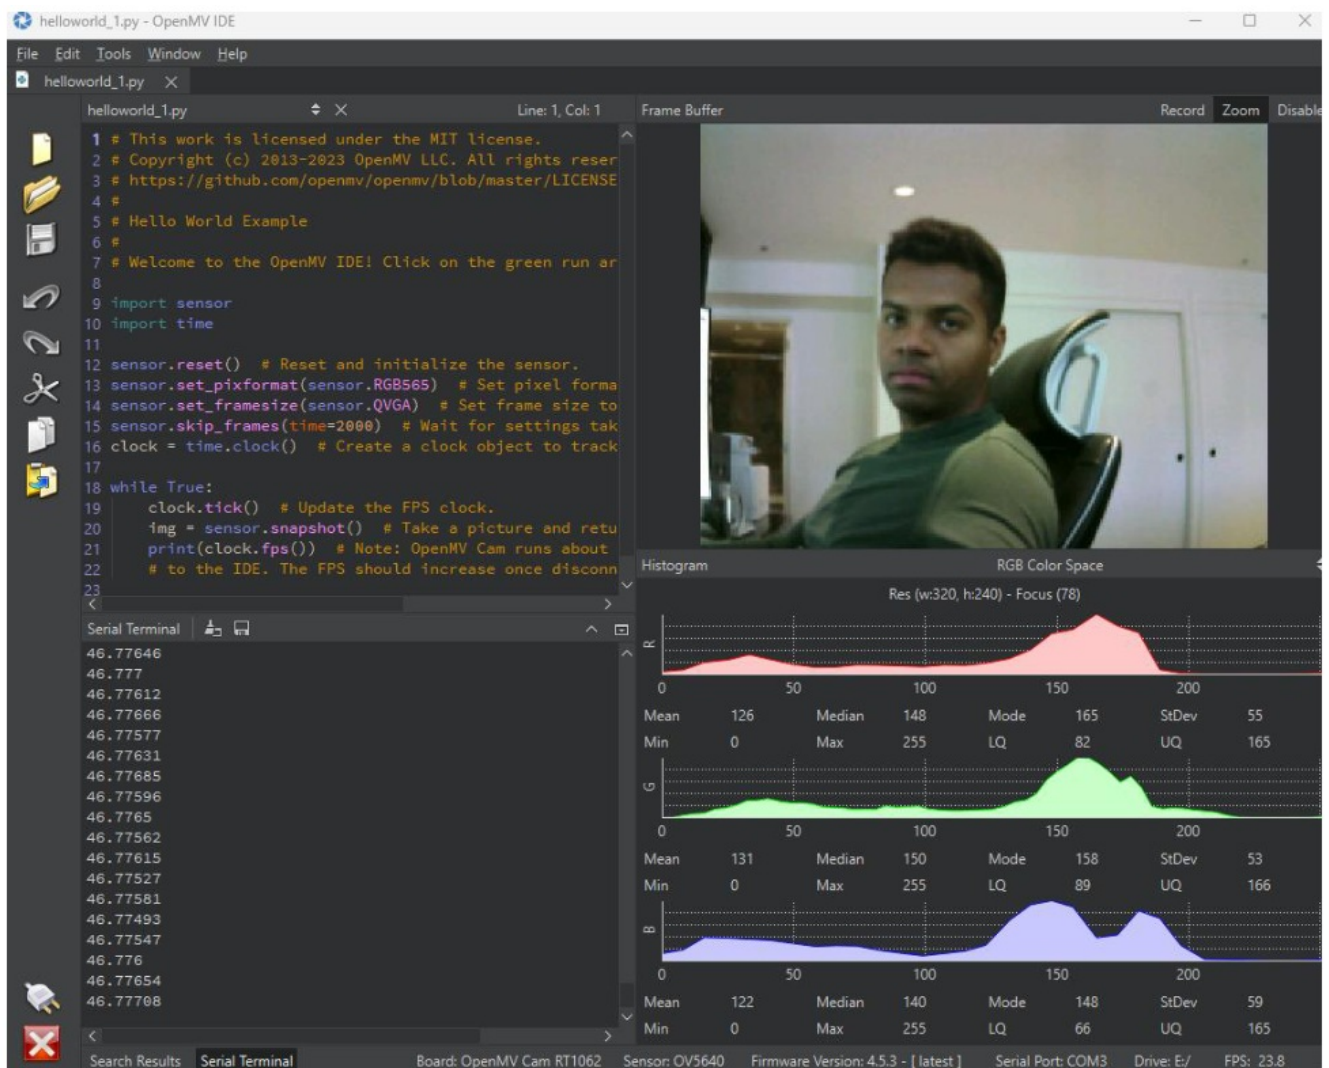 helloworld_1.py - OpenMV IDE
File Edit Tools Window Help
helloworld_1.py
helloworld_1.py Line: 1, Col: 1
1 # This work is licensed under the MIT license.
2 # Copyright (c) 2013-2023 OpenMV LLC. All rights reser
3 # https://github.com/openmv/openmv/blob/master/LICENSE
4 #
5 # Hello World Example
6 #
7 # Welcome to the OpenMV IDE! Click on the green run ar
8
9 import sensor
10 import time
11
12 sensor.reset()  # Reset and initialize the sensor.
13 sensor.set_pixformat(sensor.RGB565)  # Set pixel forma
14 sensor.set_framesize(sensor.QVGA)  # Set frame size to
15 sensor.skip_frames(time=2000)  # Wait for settings tak
16 clock = time.clock()  # Create a clock object to track
17
18 while True:
19     clock.tick()  # Update the FPS clock.
20     img = sensor.snapshot()  # Take a picture and retu
21     print(clock.fps())  # Note: OpenMV Cam runs about
22     # to the IDE. The FPS should increase once disconn
23
Serial Terminal
46.77646
46.777
46.77612
46.77666
46.77577
46.77631
46.77685
46.77596
46.7765
46.77562
46.77615
46.77527
46.77581
46.77493
46.77547
46.776
46.77654
46.77708
Frame Buffer Record Zoom Disable
Histogram RGB Color Space
Res (w:320, h:240) - Focus (78)
R
0 50 100 150 200
Mean 126 Median 148 Mode 165 StDev 55
Min 0 Max 255 LQ 82 UQ 165
G
0 50 100 150 200
Mean 131 Median 150 Mode 158 StDev 53
Min 0 Max 255 LQ 89 UQ 166
B
0 50 100 150 200
Mean 122 Median 140 Mode 148 StDev 59
Min 0 Max 255 LQ 66 UQ 165
Search Results Serial Terminal Board: OpenMV Cam RT1062 Sensor: OV5640 Firmware Version: 4.5.3 - [ latest ] Serial Port: COM3 Drive: E:/ FPS: 23.8